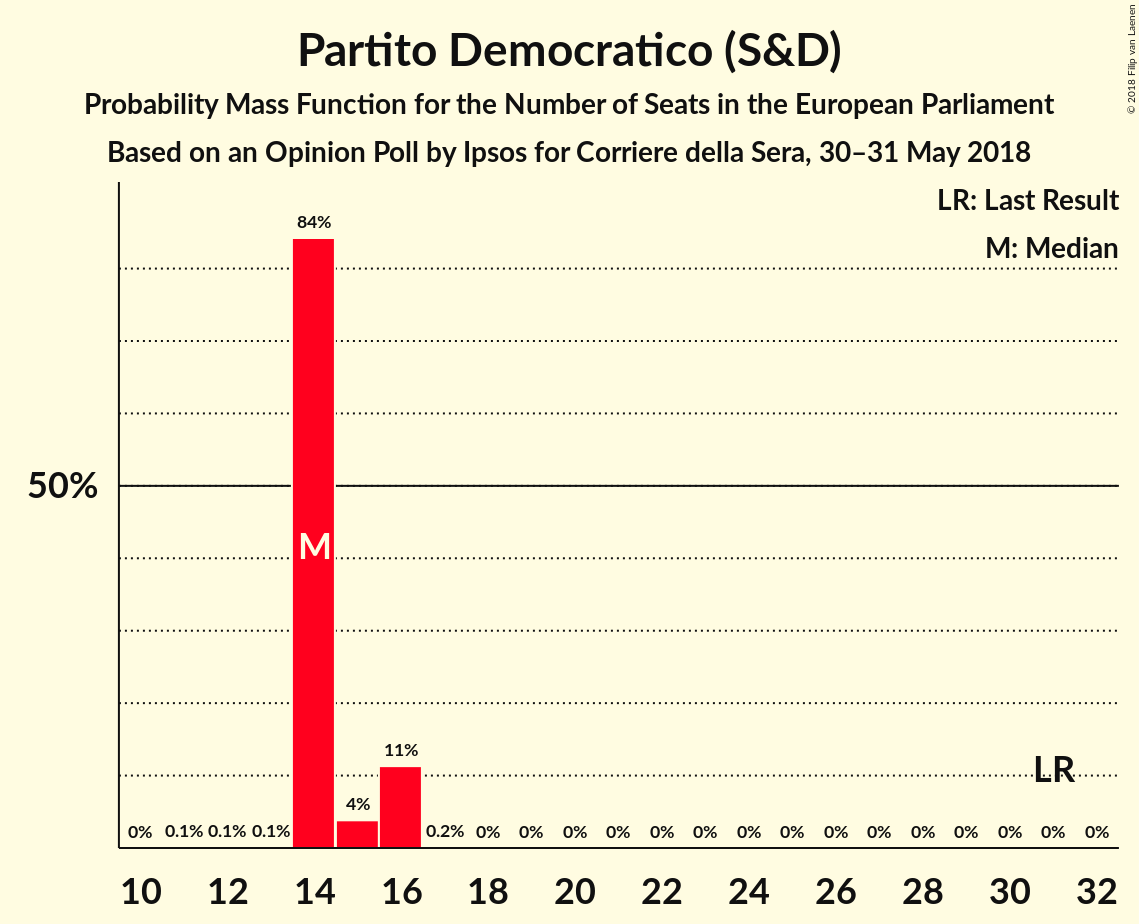 Partito Democratico (S&D)
Probability Mass Function for the Number of Seats in the European Parliament
Based on an Opinion Poll by Ipsos for Corriere della Sera, 30–31 May 2018
© 2018 Filip van Laenen
LR: Last Result
M: Median
84%
50%
M
11%
LR
4%
0% 0.1% 0.1% 0.1% 0.2% 0% 0% 0% 0% 0% 0% 0% 0% 0% 0% 0% 0% 0% 0% 0%
10 12 14 16 18 20 22 24 26 28 30 32